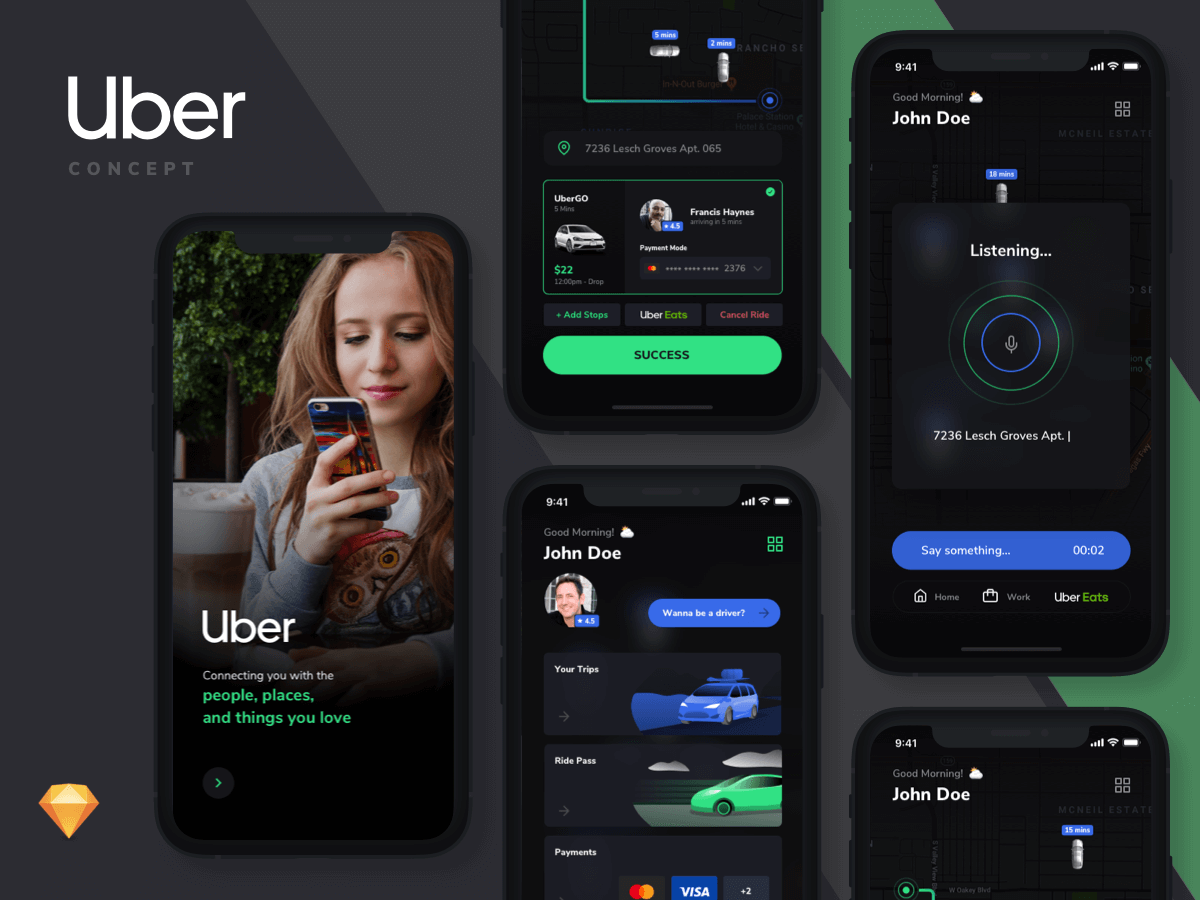 Uber
CONCEPT
Uber
Connecting you with the
people, places,
and things you love
5 mins
2 mins
RANCHO SE
In-N-Out Burger
Palace Station
Hotel & Casino
7236 Lesch Groves Apt. 065
UberGO
5 Mins
$22
12:00pm - Drop
Francis Haynes
arriving in 5 mins
★ 4.5
Payment Mode
**** **** **** 2376
+ Add Stops
Uber Eats
Cancel Ride
SUCCESS
9:41
Good Morning!
John Doe
★ 4.5
Wanna be a driver?
Your Trips
Ride Pass
Payments
VISA
+2
9:41
Good Morning!
John Doe
MCNEIL ESTATE
18 mins
Listening...
7236 Lesch Groves Apt. |
Say something...
00:02
Home
Work
Uber Eats
9:41
Good Morning!
John Doe
MCNEIL ESTATE
15 mins
W Oakey Blvd